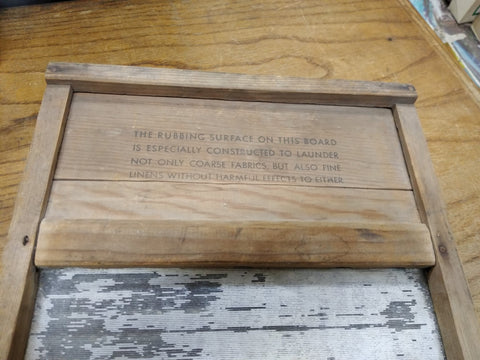 THE RUBBING SURFACE ON THIS BOARD
IS ESPECIALLY CONSTRUCTED TO LAUNDER
NOT ONLY COARSE FABRICS, BUT ALSO FINE
LINENS WITHOUT HARMFUL EFFECTS TO EITHER